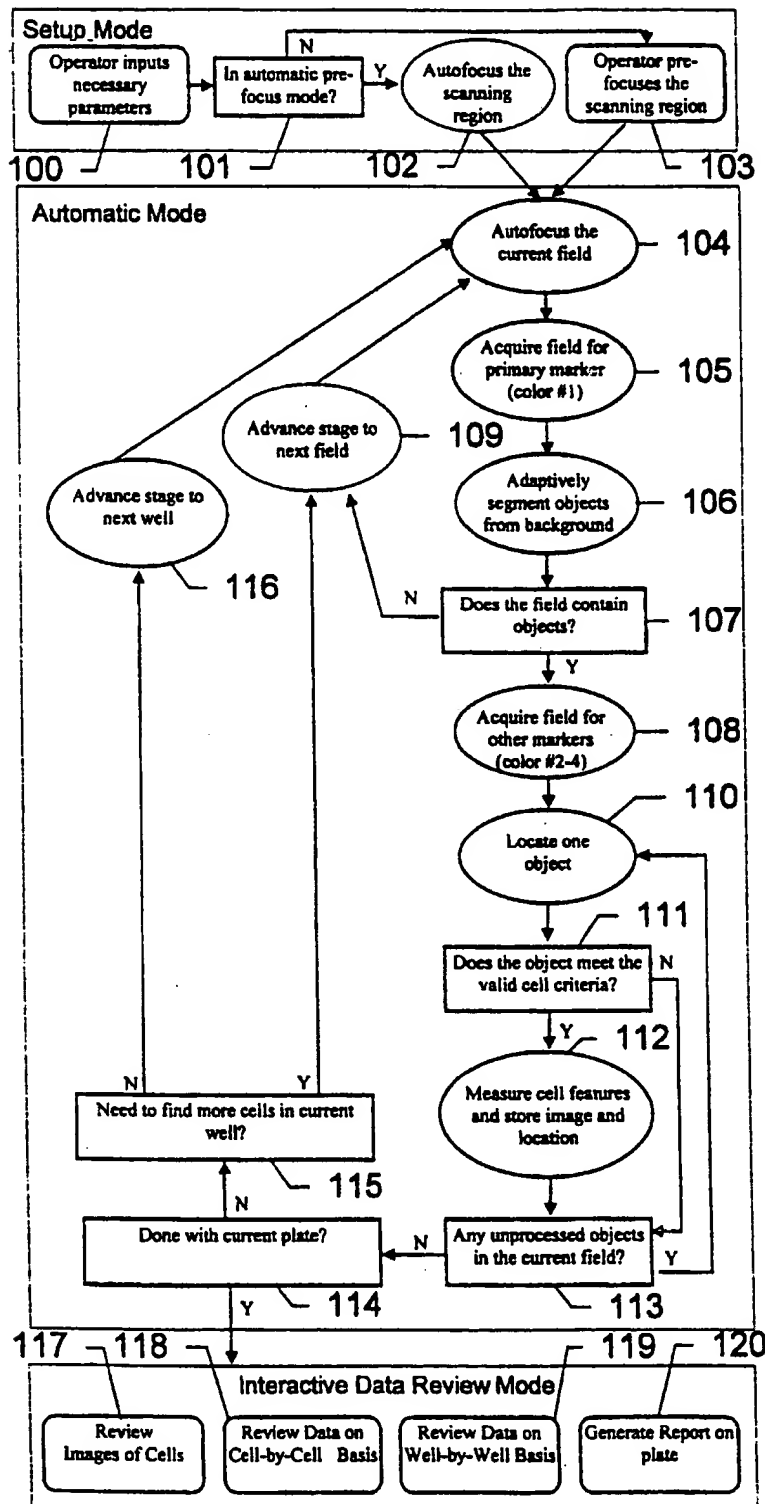 Setup Mode
Operator inputs
necessary
parameters
In automatic pre-
focus mode?
N
Y
Autofocus the
scanning
region
Operator pre-
focuses the
scanning region
100
101
102
103
Automatic Mode
Autofocus the
current field
104
Acquire field for
primary marker
(color #1)
105
Advance stage to
next field
109
Advance stage to
next well
116
Adaptively
segment objects
from background
106
N
Does the field contain
objects?
107
Y
Acquire field for
other markers
(color #2-4)
108
110
Locate one
object
111
Does the object meet the
valid cell criteria?
N
Y
112
Measure cell features
and store image and
location
N
Y
Need to find more cells in current
well?
115
N
Done with current plate?
N
Any unprocessed objects
in the current field?
Y
114
113
Y
117
118
119
120
Interactive Data Review Mode
Review
Images of Cells
Review Data on
Cell-by-Cell Basis
Review Data on
Well-by-Well Basis
Generate Report on
plate